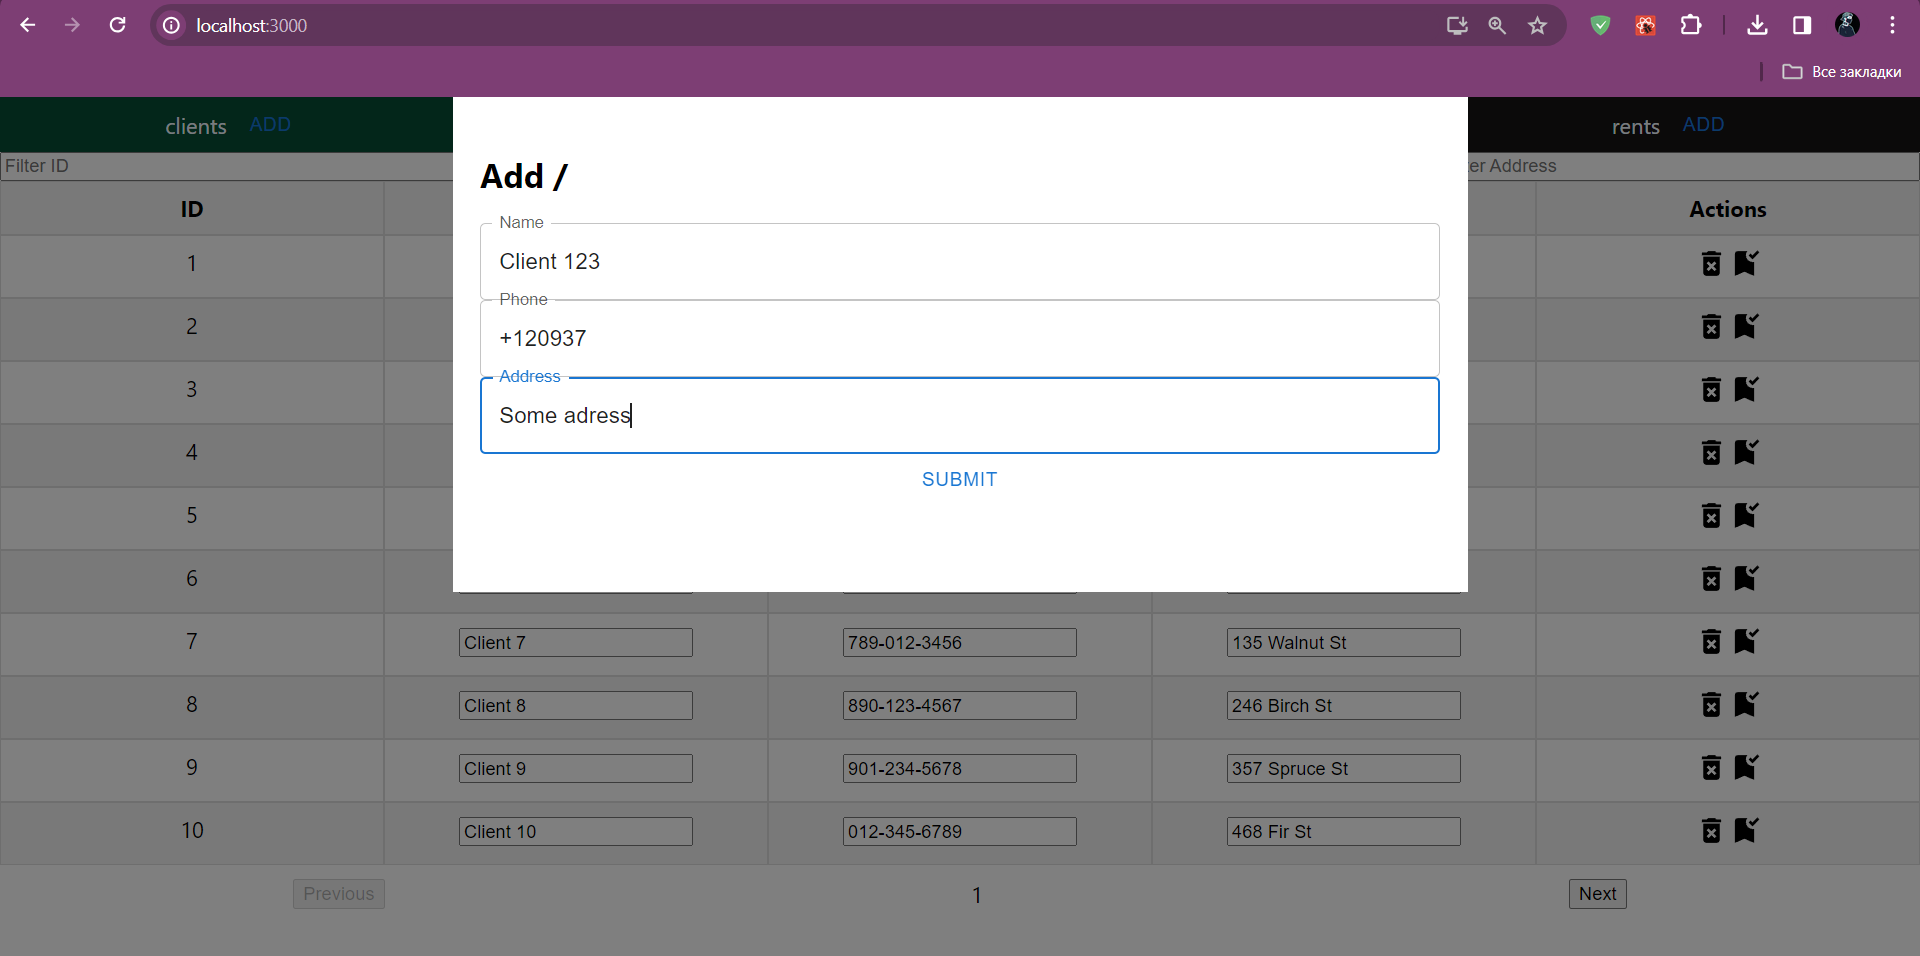 localhost:3000
Все закладки
clients ADD
rents ADD
Filter ID
er Address
ID
Actions
Add /
Name
Client 123
Phone
+120937
Address
Some adress
SUBMIT
1
2
3
4
5
6
7 Client 7 789-012-3456 135 Walnut St
8 Client 8 890-123-4567 246 Birch St
9 Client 9 901-234-5678 357 Spruce St
10 Client 10 012-345-6789 468 Fir St
Previous 1 Next